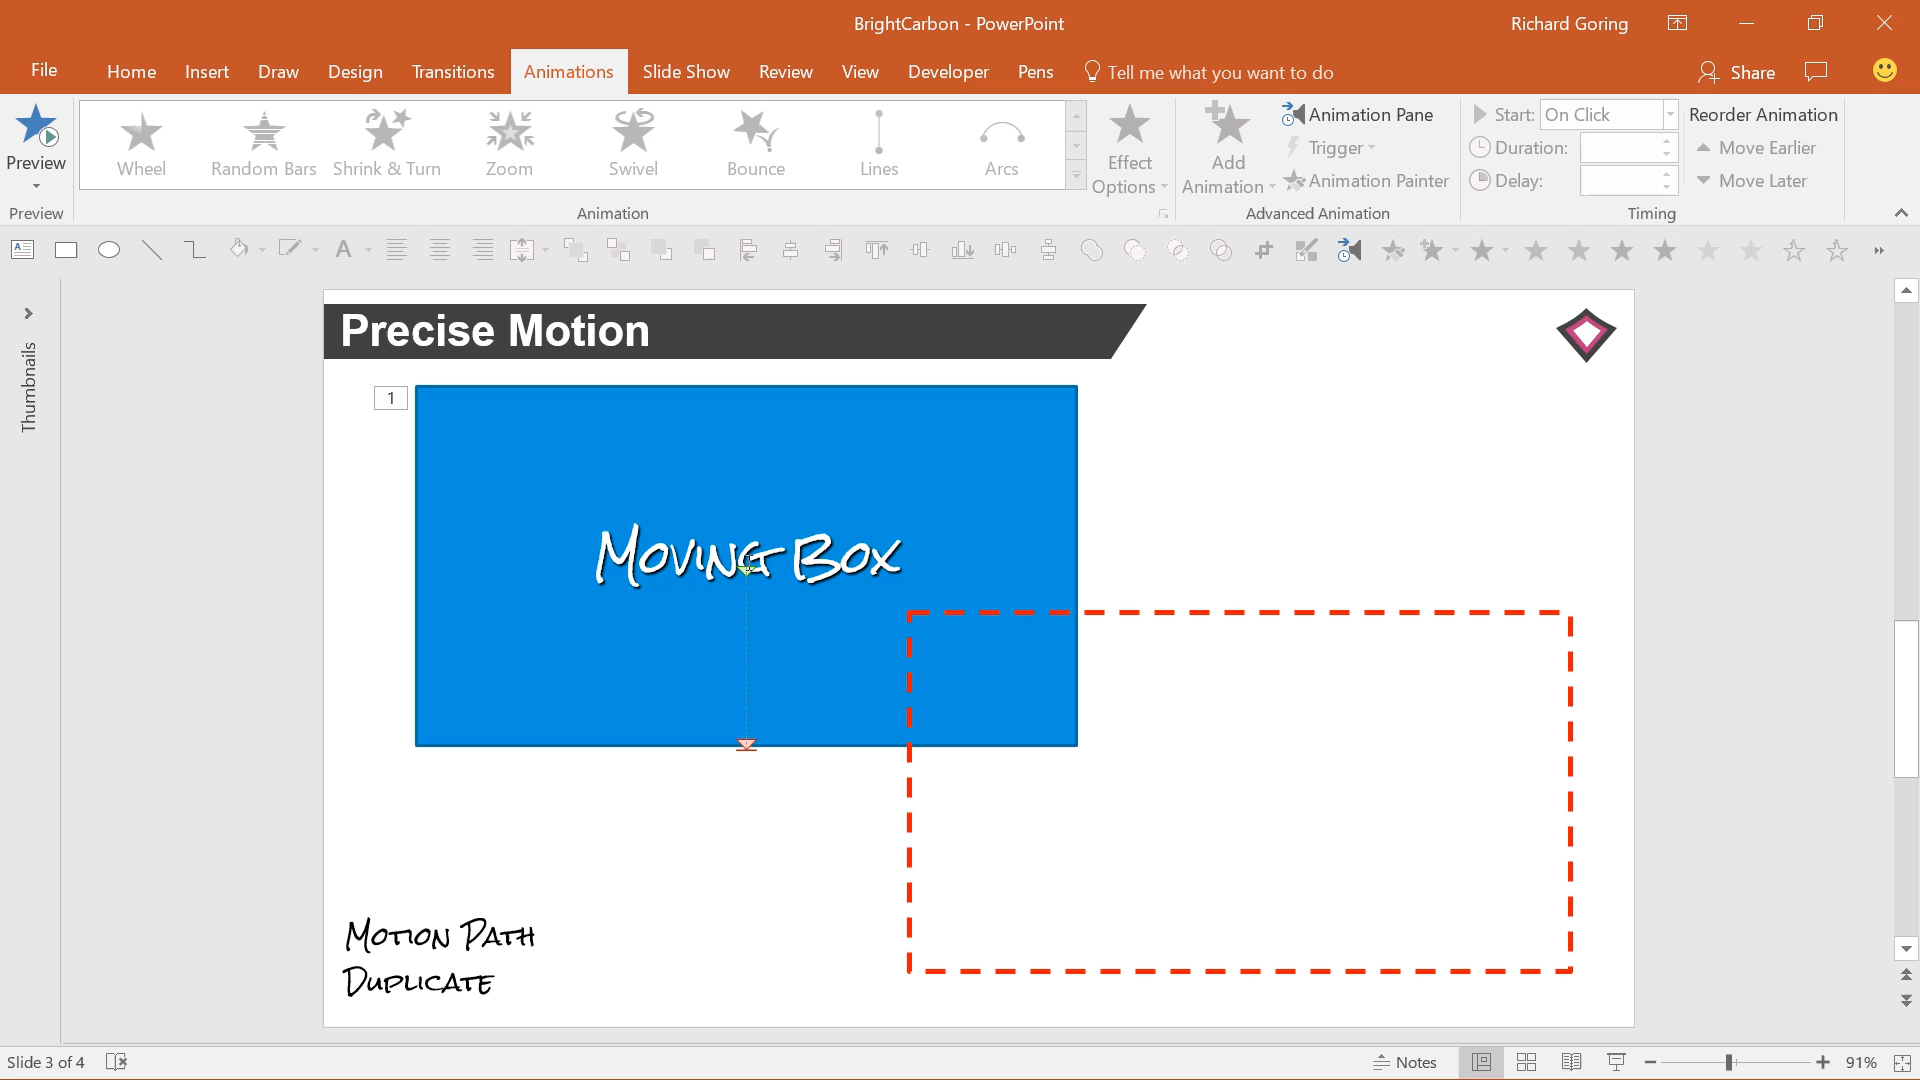 BrightCarbon - PowerPoint
Richard Goring
File
Home
Insert
Draw
Design
Transitions
Animations
Slide Show
Review
View
Developer
Pens
Tell me what you want to do
Share
Preview
Preview
Wheel
Random Bars
Shrink & Turn
Zoom
Swivel
Bounce
Lines
Arcs
Animation
Effect
Options
Add
Animation
Animation Pane
Trigger
Animation Painter
Advanced Animation
Start:
On Click
Duration:
Delay:
Timing
Reorder Animation
Move Earlier
Move Later
A
Thumbnails
Precise Motion
1
Moving Box
Motion Path
Duplicate
Slide 3 of 4
Notes
91%